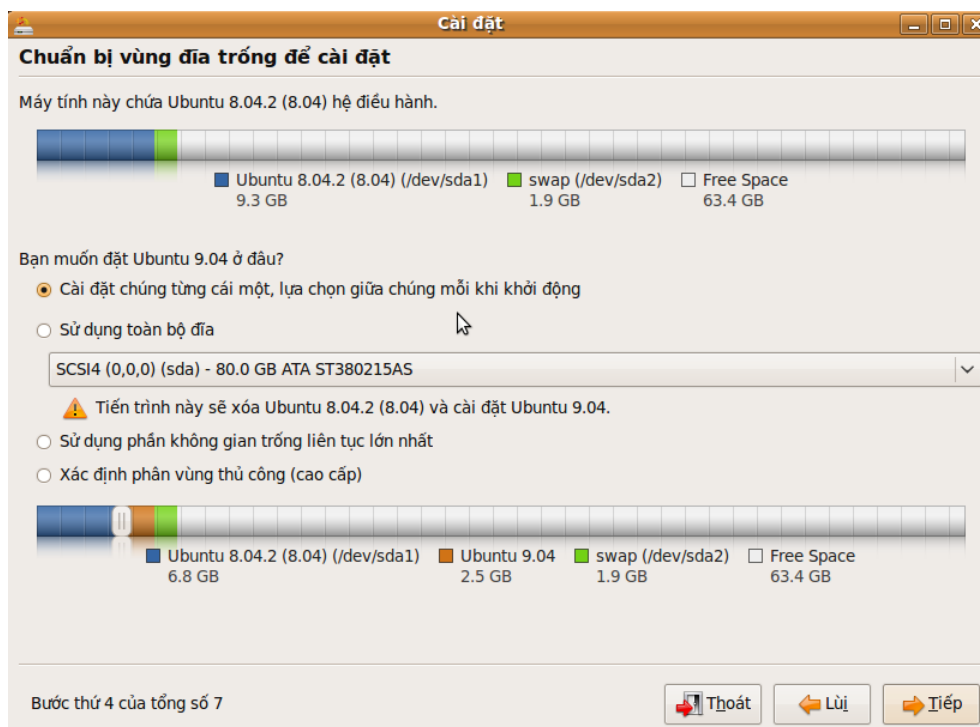 Cài đặt
Chuẩn bị vùng đĩa trống để cài đặt
Máy tính này chứa Ubuntu 8.04.2 (8.04) hệ điều hành.
Ubuntu 8.04.2 (8.04) (/dev/sda1) swap (/dev/sda2) Free Space
9.3 GB 1.9 GB 63.4 GB
Bạn muốn đặt Ubuntu 9.04 ở đâu?
Cài đặt chúng từng cái một, lựa chọn giữa chúng mỗi khi khởi động
Sử dụng toàn bộ đĩa
SCSI4 (0,0,0) (sda) - 80.0 GB ATA ST380215AS
Tiến trình này sẽ xóa Ubuntu 8.04.2 (8.04) và cài đặt Ubuntu 9.04.
Sử dụng phần không gian trống liên tục lớn nhất
Xác định phân vùng thủ công (cao cấp)
Ubuntu 8.04.2 (8.04) (/dev/sda1) Ubuntu 9.04 swap (/dev/sda2) Free Space
6.8 GB 2.5 GB 1.9 GB 63.4 GB
Bước thứ 4 của tổng số 7 Thoát Lùi Tiếp